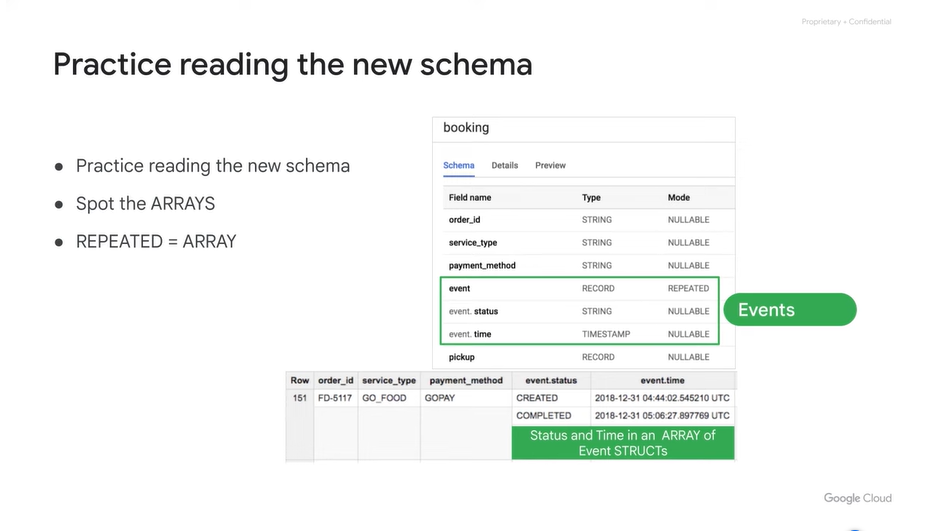 Proprietary + Confidential
Practice reading the new schema
● Practice reading the new schema
● Spot the ARRAYS
● REPEATED = ARRAY
booking
Schema Details Preview
Field name Type Mode
order_id STRING NULLABLE
service_type STRING NULLABLE
payment_method STRING NULLABLE
event RECORD REPEATED
event. status STRING NULLABLE
event. time TIMESTAMP NULLABLE
pickup RECORD NULLABLE
Events
Row order_id service_type payment_method event.status event.time
151 FD-5117 GO_FOOD GOPAY CREATED 2018-12-31 04:44:02.545210 UTC
COMPLETED 2018-12-31 05:06:27.897769 UTC
Status and Time in an ARRAY of
Event STRUCTs
Google Cloud